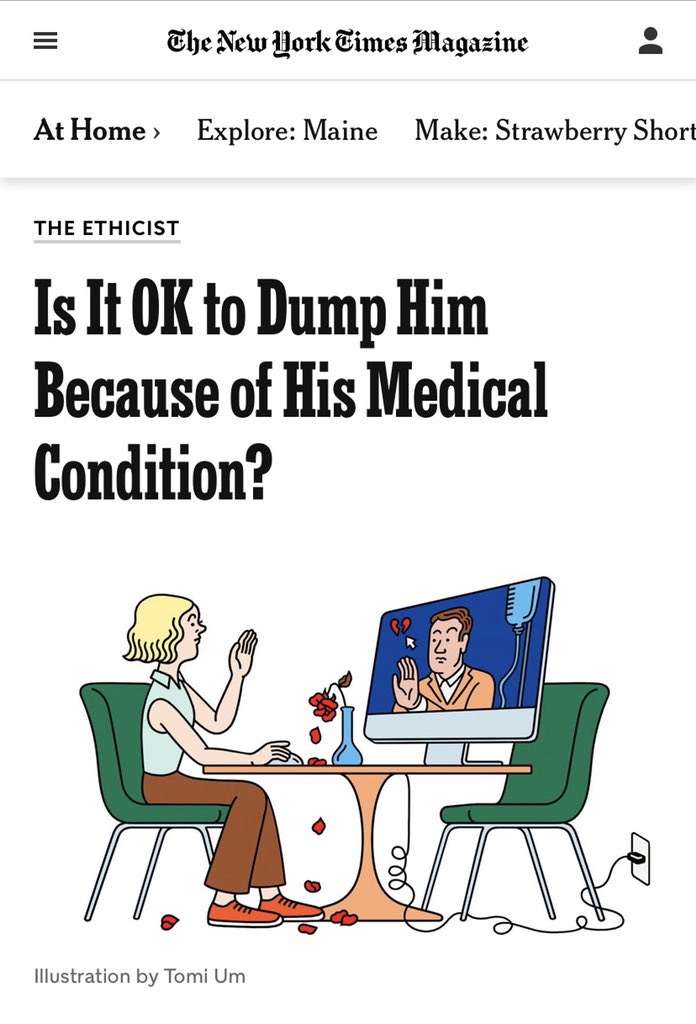 The New York Times Magazine
At Home › Explore: Maine Make: Strawberry Short
THE ETHICIST
Is It OK to Dump Him
Because of His Medical
Condition?
Illustration by Tomi Um